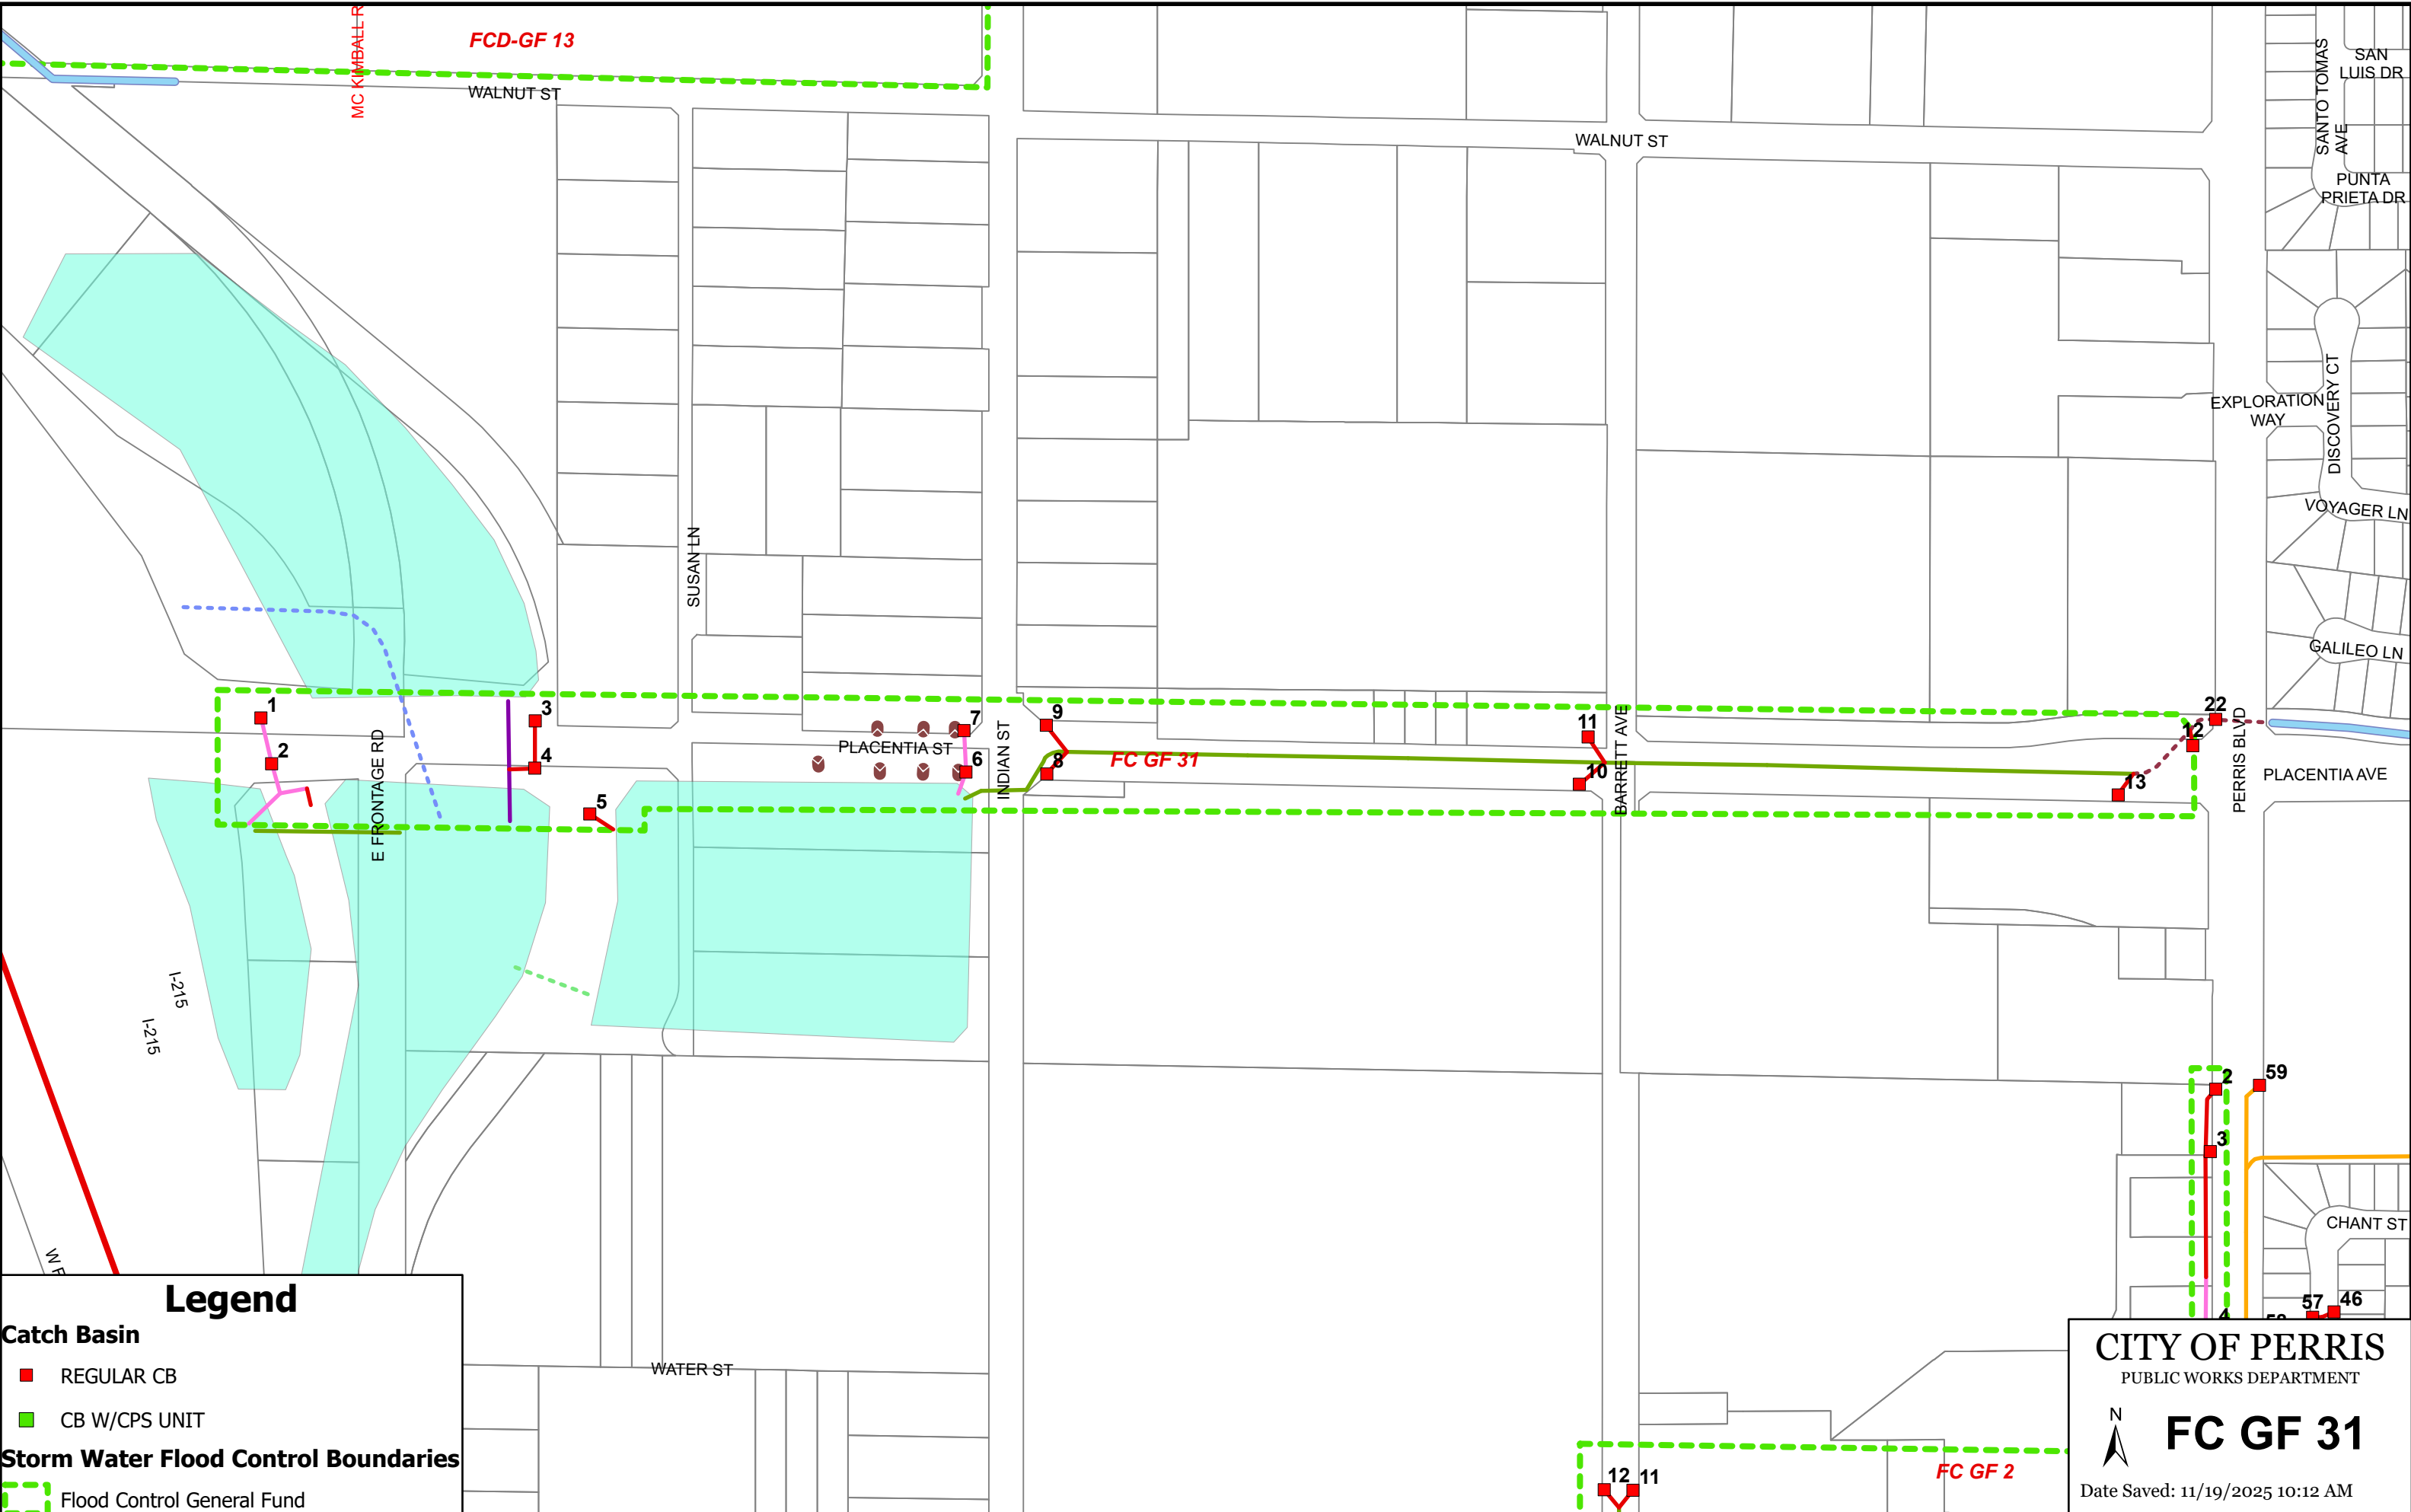 MC KIMBALL R
FCD-GF 13
WALNUT ST
WALNUT ST
SANTO TOMAS
AVE
SAN
LUIS DR
PUNTA
PRIETA DR
EXPLORATION
WAY
DISCOVERY CT
VOYAGER LN
GALILEO LN
SUSAN LN
1
2
3
4
5
E FRONTAGE RD
PLACENTIA ST
7
6
INDIAN ST
9
8
FC GF 31
11
10
BARRETT AVE
22
12
13
PERRIS BLVD
PLACENTIA AVE
I-215
I-215
2
59
3
4
CHANT ST
57
46
W F
WATER ST
FC GF 2
12
11
Legend
Catch Basin
REGULAR CB
CB W/CPS UNIT
Storm Water Flood Control Boundaries
Flood Control General Fund
CITY OF PERRIS
PUBLIC WORKS DEPARTMENT
N
FC GF 31
Date Saved: 11/19/2025 10:12 AM